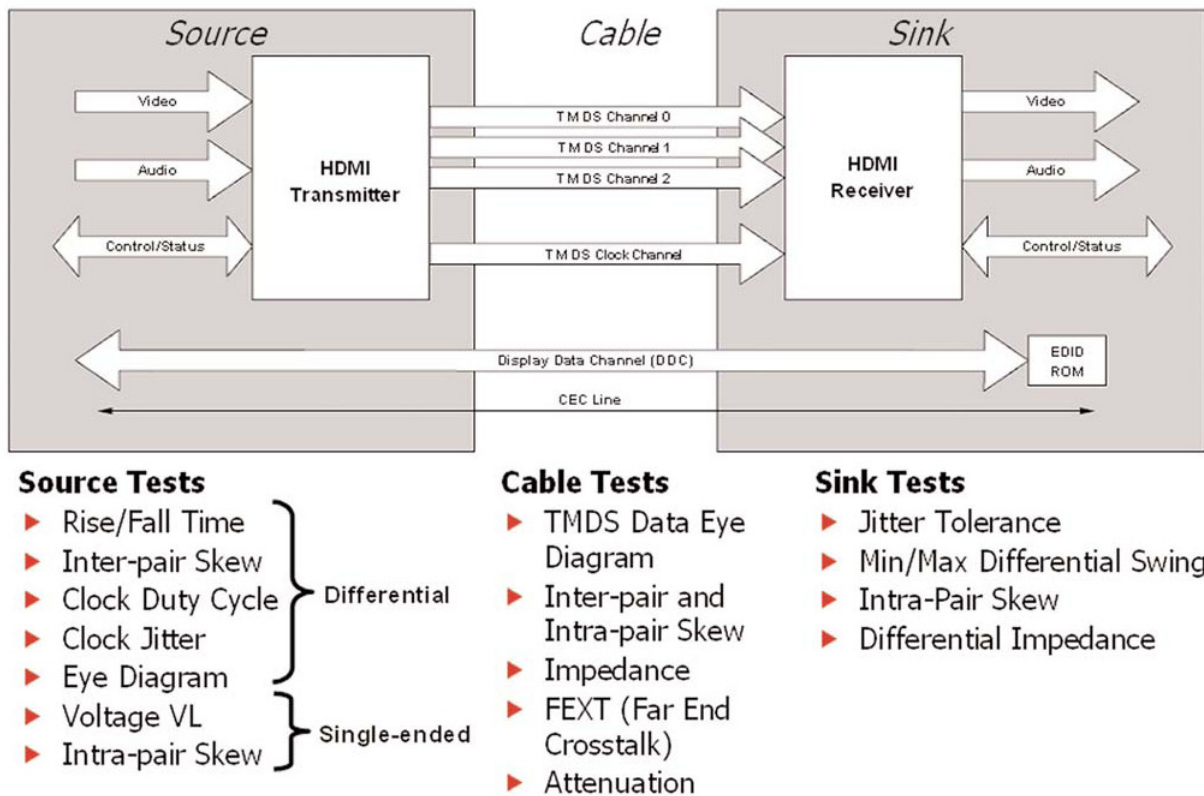 Source
Cable
Sink
Video
Audio
Control/Status
HDMI
Transmitter
TMDS Channel 0
TMDS Channel 1
TMDS Channel 2
TMDS Clock Channel
HDMI
Receiver
Video
Audio
Control/Status
Display Data Channel (DDC)
EDID
ROM
CEC Line
Source Tests
Rise/Fall Time
Inter-pair Skew
Clock Duty Cycle
Clock Jitter
Eye Diagram
Differential
Voltage VL
Intra-pair Skew
Single-ended
Cable Tests
TMDS Data Eye
Diagram
Inter-pair and
Intra-pair Skew
Impedance
FEXT (Far End
Crosstalk)
Attenuation
Sink Tests
Jitter Tolerance
Min/Max Differential Swing
Intra-Pair Skew
Differential Impedance